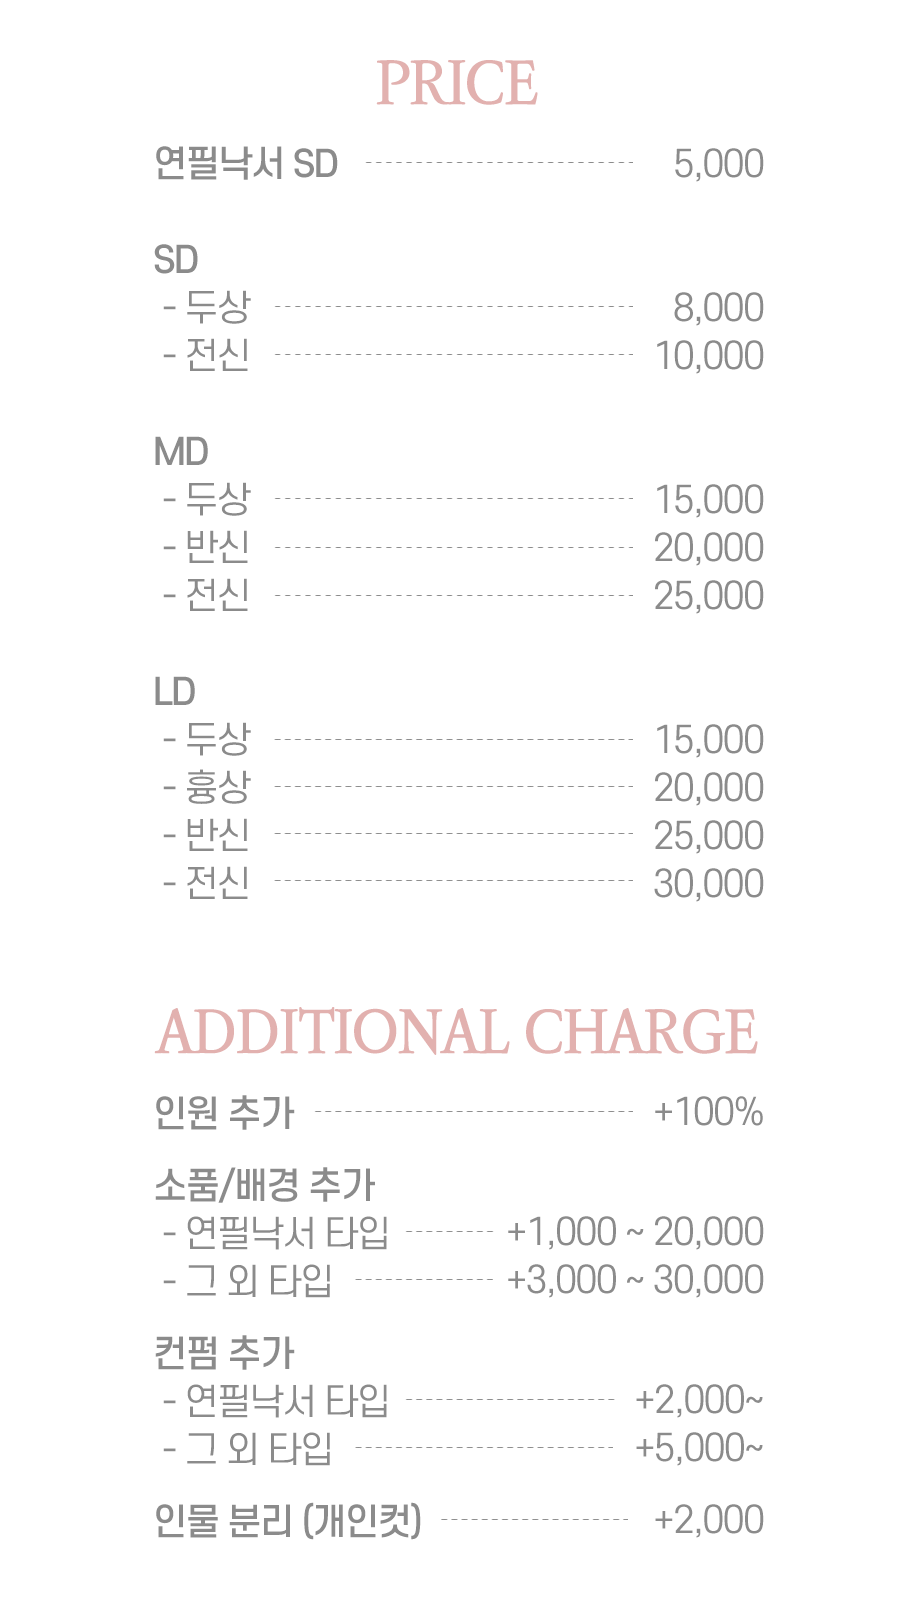 PRICE
연필낙서 SD 5,000
SD
- 두상 8,000
- 전신 10,000
MD
- 두상 15,000
- 반신 20,000
- 전신 25,000
LD
- 두상 15,000
- 흉상 20,000
- 반신 25,000
- 전신 30,000
ADDITIONAL CHARGE
인원 추가 +100%
소품/배경 추가
- 연필낙서 타입 +1,000 ~ 20,000
- 그 외 타입 +3,000 ~ 30,000
컨펌 추가
- 연필낙서 타입 +2,000~
- 그 외 타입 +5,000~
인물 분리 (개인컷) +2,000